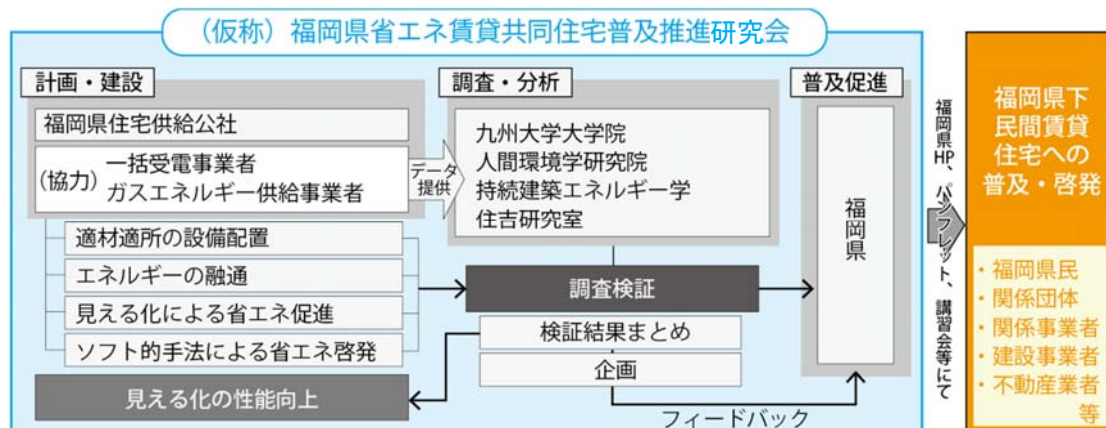 （仮称）福岡県省エネ賃貸共同住宅普及推進研究会
計画・建設
福岡県住宅供給公社
（協力）
一括受電事業者
ガスエネルギー供給事業者
データ
提供
適材適所の設備配置
エネルギーの融通
見える化による省エネ促進
ソフト的手法による省エネ啓発
見える化の性能向上
調査・分析
九州大学大学院
人間環境学研究院
持続建築エネルギー学
住吉研究室
調査検証
検証結果まとめ
企画
フィードバック
普及促進
福岡県
福岡県HP、パンフレット、講習会等にて
福岡県下
民間賃貸
住宅への
普及・啓発
・福岡県民
・関係団体
・関係事業者
・建設事業者
・不動産業者
等